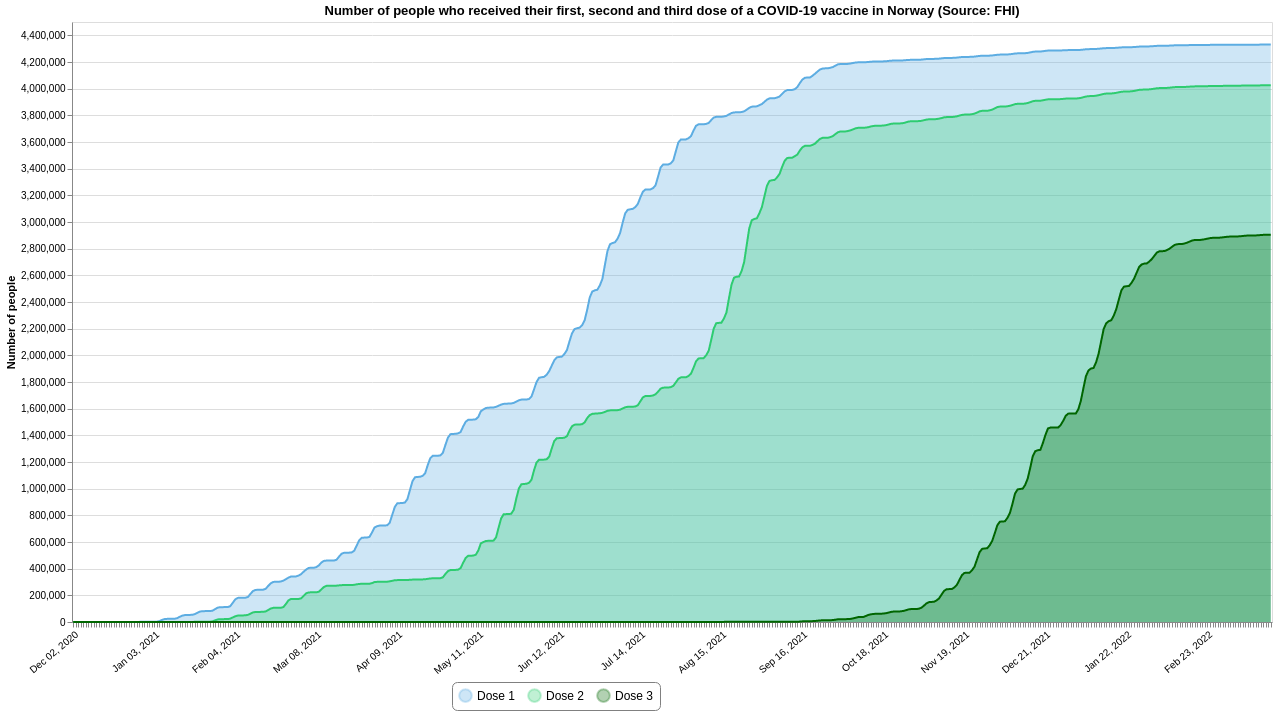 Number of people who received their first, second and third dose of a COVID-19 vaccine in Norway (Source: FHI)
Number of people
4,400,000
4,200,000
4,000,000
3,800,000
3,600,000
3,400,000
3,200,000
3,000,000
2,800,000
2,600,000
2,400,000
2,200,000
2,000,000
1,800,000
1,600,000
1,400,000
1,200,000
1,000,000
800,000
600,000
400,000
200,000
0
Dec 02, 2020
Jan 03, 2021
Feb 04, 2021
Mar 08, 2021
Apr 09, 2021
May 11, 2021
Jun 12, 2021
Jul 14, 2021
Aug 15, 2021
Sep 16, 2021
Oct 18, 2021
Nov 19, 2021
Dec 21, 2021
Jan 22, 2022
Feb 23, 2022
Dose 1 Dose 2 Dose 3